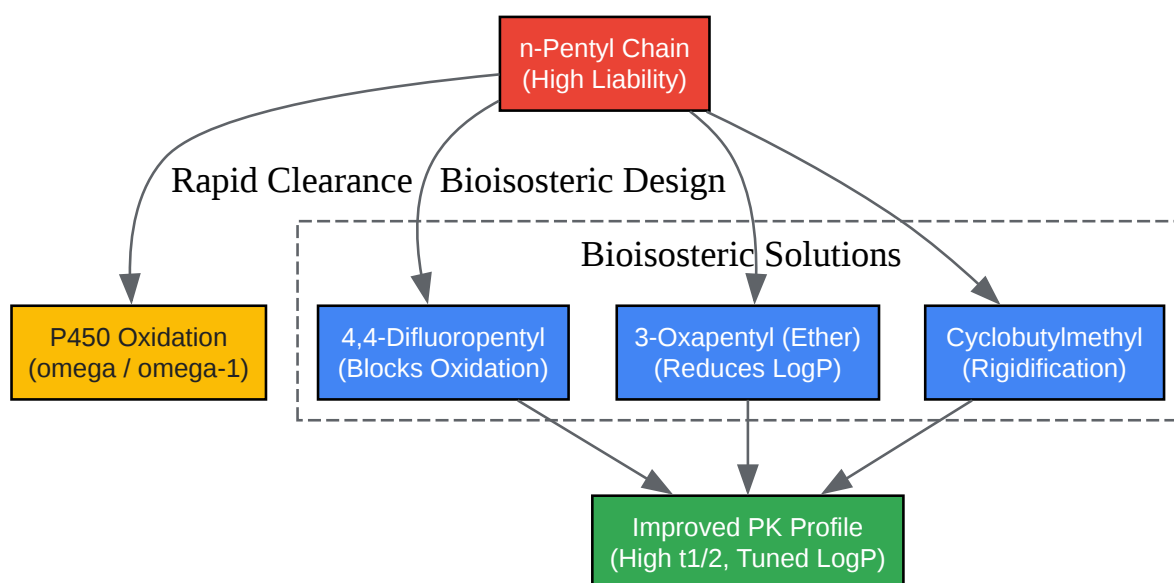 n-Pentyl Chain
(High Liability)
Rapid Clearance
Bioisosteric Design
Bioisosteric Solutions
P450 Oxidation
(omega / omega-1)
4,4-Difluoropentyl
(Blocks Oxidation)
3-Oxapentyl (Ether)
(Reduces LogP)
Cyclobutylmethyl
(Rigidification)
Improved PK Profile
(High t1/2, Tuned LogP)